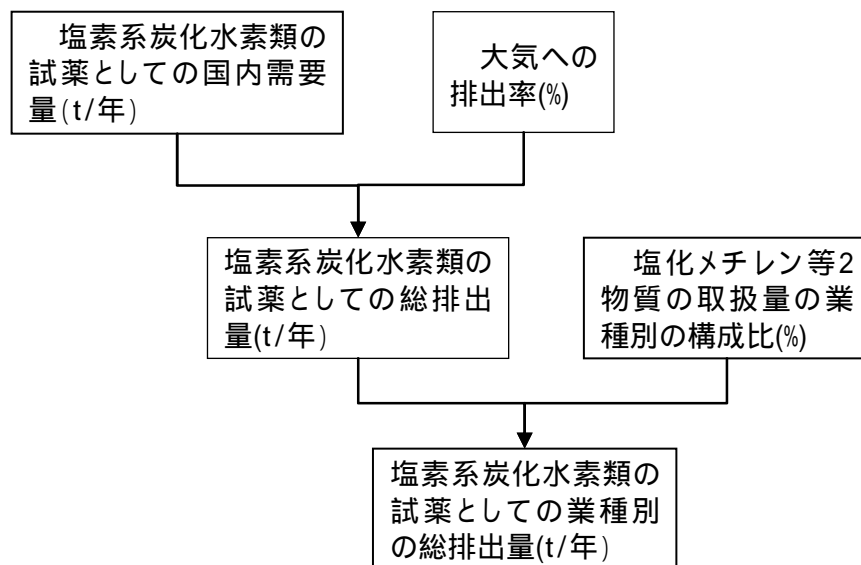 塩素系炭化水素類の
試薬としての国内需要
量(t/年)
大気への
排出率(%)
塩素系炭化水素類の
試薬としての総排出
量(t/年)
塩化メチレン等2
物質の取扱量の業
種別の構成比(%)
塩素系炭化水素類の
試薬としての業種別
の総排出量(t/年)